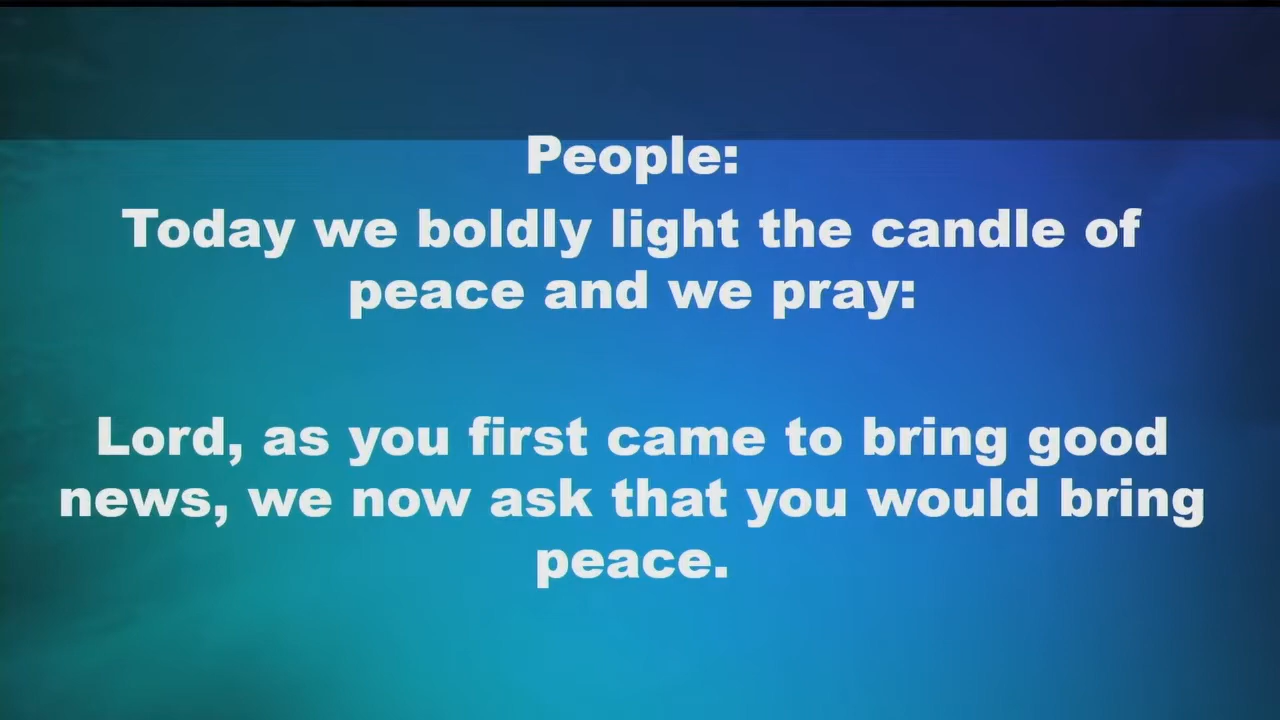 People:
Today we boldly light the candle of
peace and we pray:
Lord, as you first came to bring good
news, we now ask that you would bring
peace.